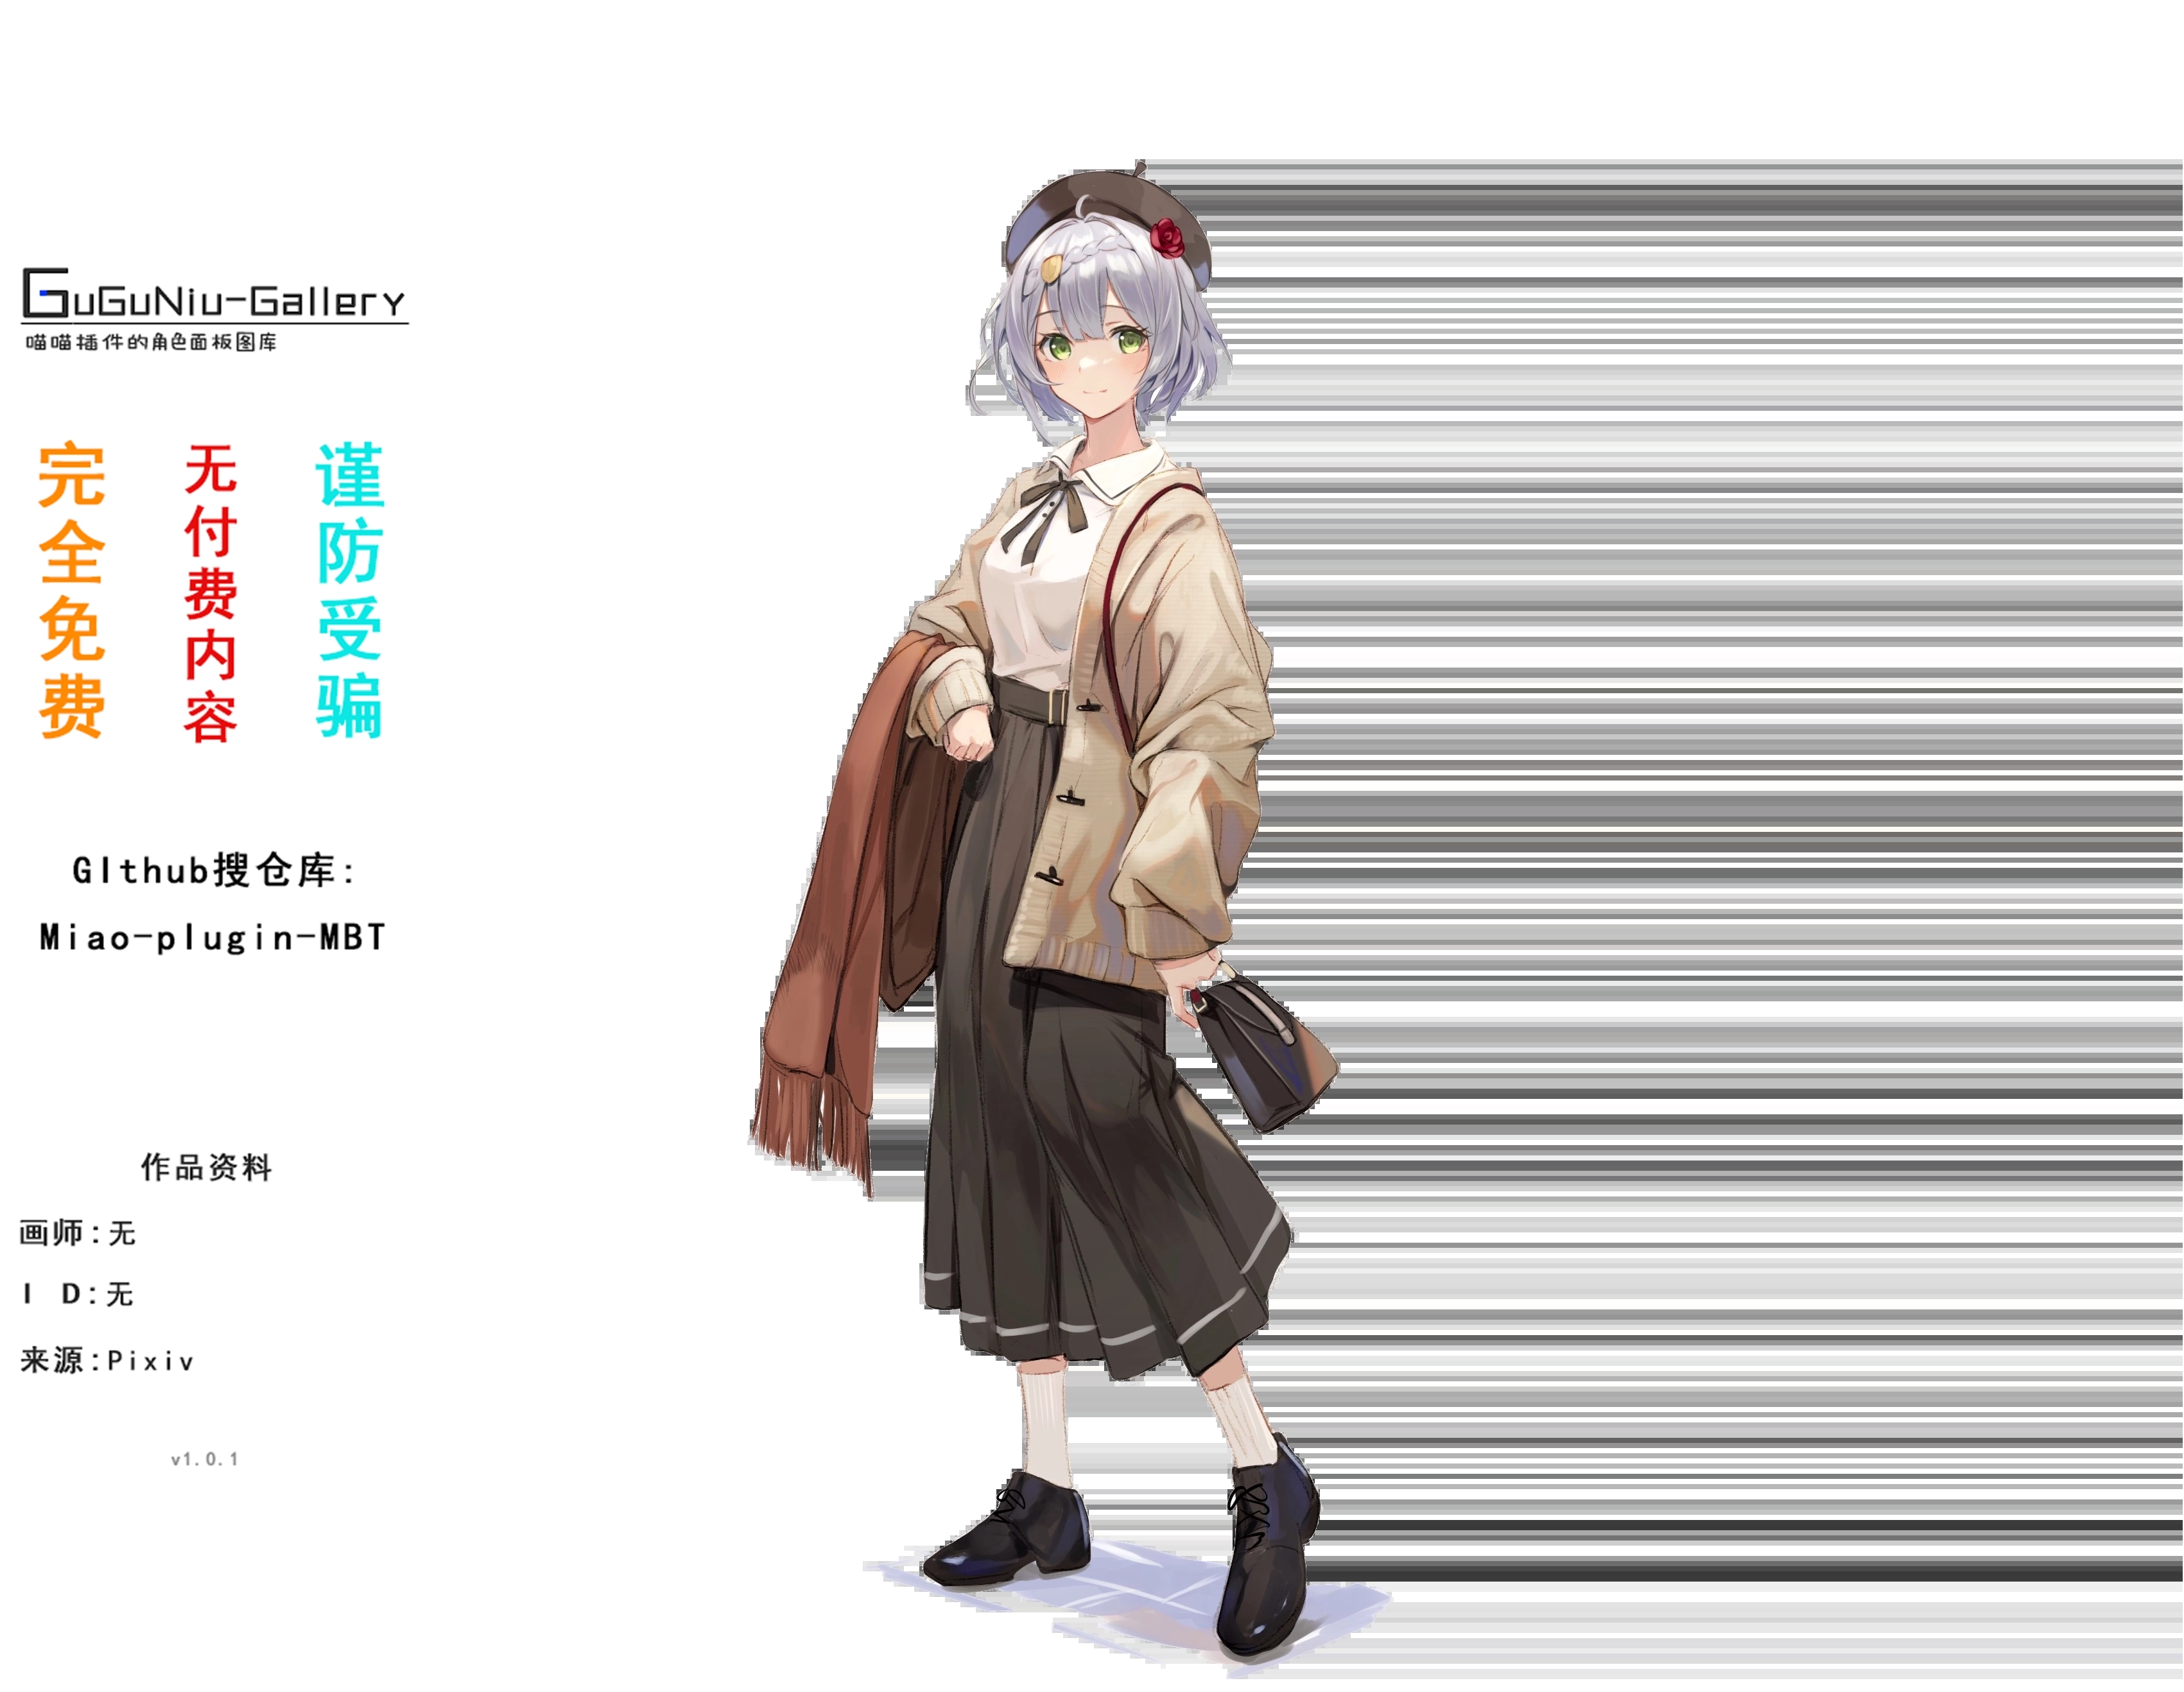 GuGuNiu-Gallery
喵喵插件的角色面板图库
完全免费
无付费内容
谨防受骗
GIthub搜仓库:
Miao-plugin-MBT
作品资料
画师:无
I D:无
来源:Pixiv
v1.0.1